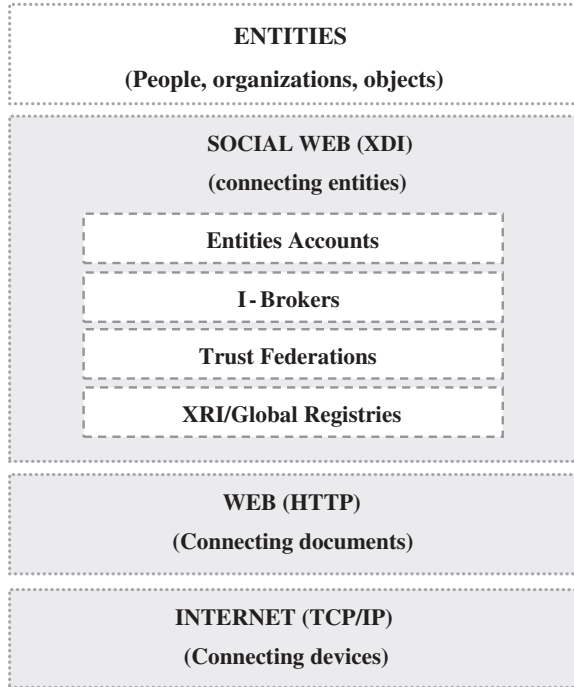 ENTITIES
(People, organizations, objects)
SOCIAL WEB (XDI)
(connecting entities)
Entities Accounts
I-Brokers
Trust Federations
XRI/Global Registries
WEB (HTTP)
(Connecting documents)
INTERNET (TCP/IP)
(Connecting devices)